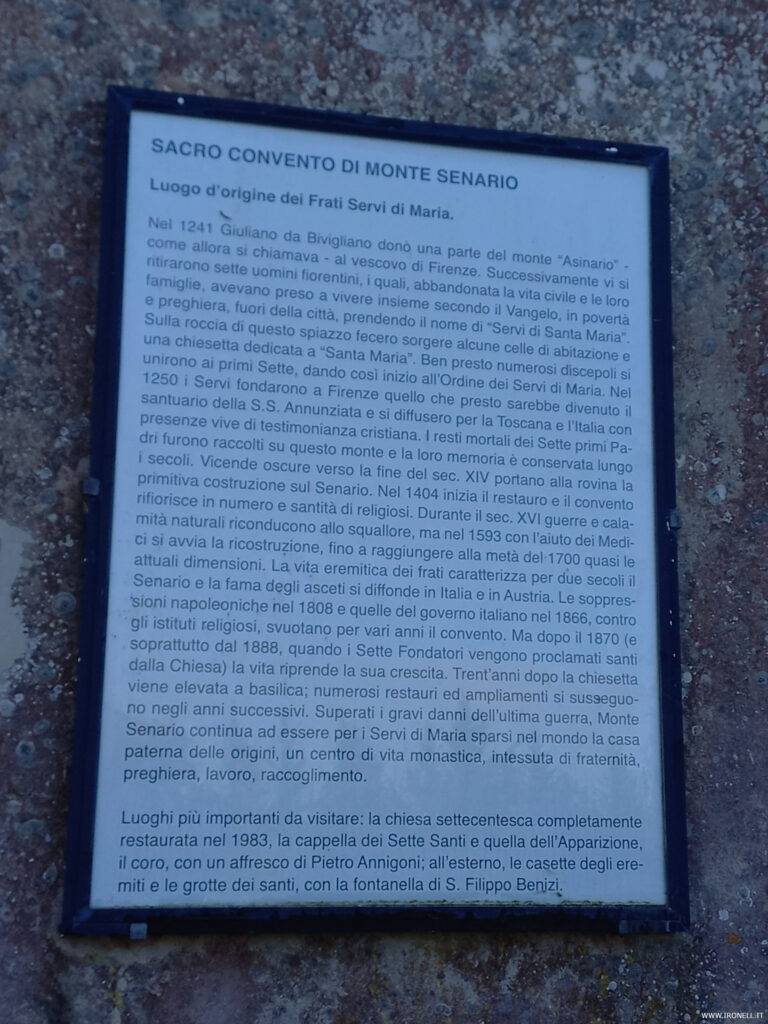 SACRO CONVENTO DI MONTE SENARIO
Luogo d'origine dei Frati Servi di Maria.
Nel 1241 Giuliano da Bivigliano donò una parte del monte "Asinario" -
come allora si chiamava - al vescovo di Firenze. Successivamente vi si
ritirarono sette uomini fiorentini, i quali, abbandonata la vita civile e le loro
famiglie, avevano preso a vivere insieme secondo il Vangelo, in povertà
e preghiera, fuori della città, prendendo il nome di "Servi di Santa Maria".
Sulla roccia di questo spiazzo fecero sorgere alcune celle di abitazione e
una chiesetta dedicata a "Santa Maria". Ben presto numerosi discepoli si
unirono ai primi Sette, dando così inizio all'Ordine dei Servi di Maria. Nel
1250 i Servi fondarono a Firenze quello che presto sarebbe divenuto il
santuario della S.S. Annunziata e si diffusero per la Toscana e l'Italia con
presenze vive di testimonianza cristiana. I resti mortali dei Sette primi Pa-
dri furono raccolti su questo monte e la loro memoria è conservata lungo
i secoli. Vicende oscure verso la fine del sec. XIV portano alla rovina la
primitiva costruzione sul Senario. Nel 1404 inizia il restauro e il convento
rifiorisce in numero e santità di religiosi. Durante il sec. XVI guerre e cala-
mità naturali riconducono allo squallore, ma nel 1593 con l'aiuto dei Medi-
ci si avvia la ricostruzione, fino a raggiungere alla metà del 1700 quasi le
attuali dimensioni. La vita eremitica dei frati caratterizza per due secoli il
Senario e la fama degli asceti si diffonde in Italia e in Austria. Le soppres-
sioni napoleoniche nel 1808 e quelle del governo italiano nel 1866, contro
gli istituti religiosi, svuotano per vari anni il convento. Ma dopo il 1870 (e
soprattutto dal 1888, quando i Sette Fondatori vengono proclamati santi
dalla Chiesa) la vita riprende la sua crescita. Trent'anni dopo la chiesetta
viene elevata a basilica; numerosi restauri ed ampliamenti si susseguo-
no negli anni successivi. Superati i gravi danni dell'ultima guerra, Monte
Senario continua ad essere per i Servi di Maria sparsi nel mondo la casa
paterna delle origini, un centro di vita monastica, intessuta di fraternità,
preghiera, lavoro, raccoglimento.
Luoghi più importanti da visitare: la chiesa settecentesca completamente
restaurata nel 1983, la cappella dei Sette Santi e quella dell'Apparizione,
il coro, con un affresco di Pietro Annigoni; all'esterno, le casette degli ere-
miti e le grotte dei santi, con la fontanella di S. Filippo Benizi.
WWW.IRONELL.IT